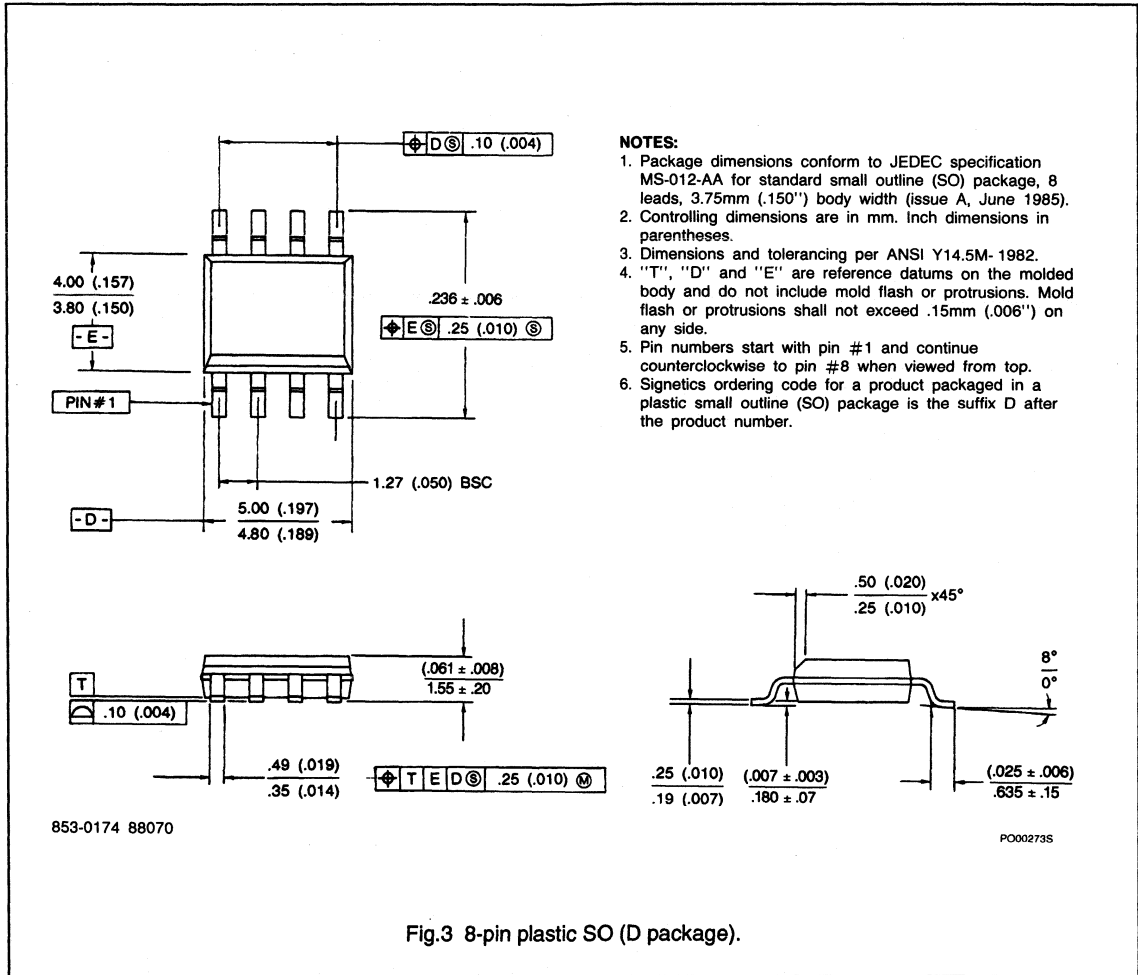 ⌖ D Ⓢ .10 (.004)
4.00 (.157)
3.80 (.150)
- E -
PIN#1
.236 ± .006
⌖ E Ⓢ .25 (.010) Ⓢ
1.27 (.050) BSC
- D -
5.00 (.197)
4.80 (.189)
NOTES:
1. Package dimensions conform to JEDEC specification
MS-012-AA for standard small outline (SO) package, 8
leads, 3.75mm (.150'') body width (issue A, June 1985).
2. Controlling dimensions are in mm. Inch dimensions in
parentheses.
3. Dimensions and tolerancing per ANSI Y14.5M- 1982.
4. ''T'', ''D'' and ''E'' are reference datums on the molded
body and do not include mold flash or protrusions. Mold
flash or protrusions shall not exceed .15mm (.006'') on
any side.
5. Pin numbers start with pin #1 and continue
counterclockwise to pin #8 when viewed from top.
6. Signetics ordering code for a product packaged in a
plastic small outline (SO) package is the suffix D after
the product number.
T
⌓ .10 (.004)
(.061 ± .008)
1.55 ± .20
.49 (.019)
.35 (.014)
⌖ T E D Ⓢ .25 (.010) Ⓜ
.50 (.020)
.25 (.010)
x45°
8°
0°
.25 (.010)
.19 (.007)
(.007 ± .003)
.180 ± .07
(.025 ± .006)
.635 ± .15
853-0174 88070
PO00273S
Fig.3 8-pin plastic SO (D package).